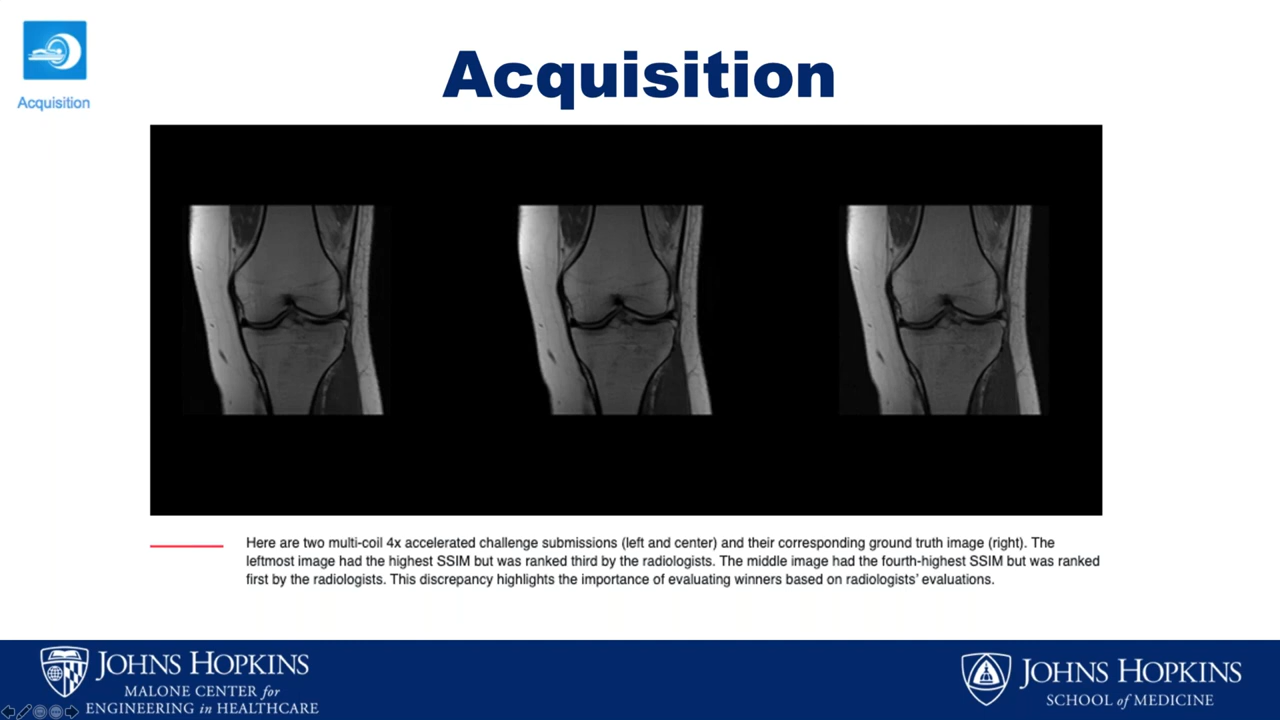 Acquisition
Acquisition
Here are two multi-coil 4x accelerated challenge submissions (left and center) and their corresponding ground truth image (right). The
leftmost image had the highest SSIM but was ranked third by the radiologists. The middle image had the fourth-highest SSIM but was ranked
first by the radiologists. This discrepancy highlights the importance of evaluating winners based on radiologists' evaluations.
JOHNS HOPKINS
MALONE CENTER for
ENGINEERING in HEALTHCARE
JOHNS HOPKINS
SCHOOL of MEDICINE